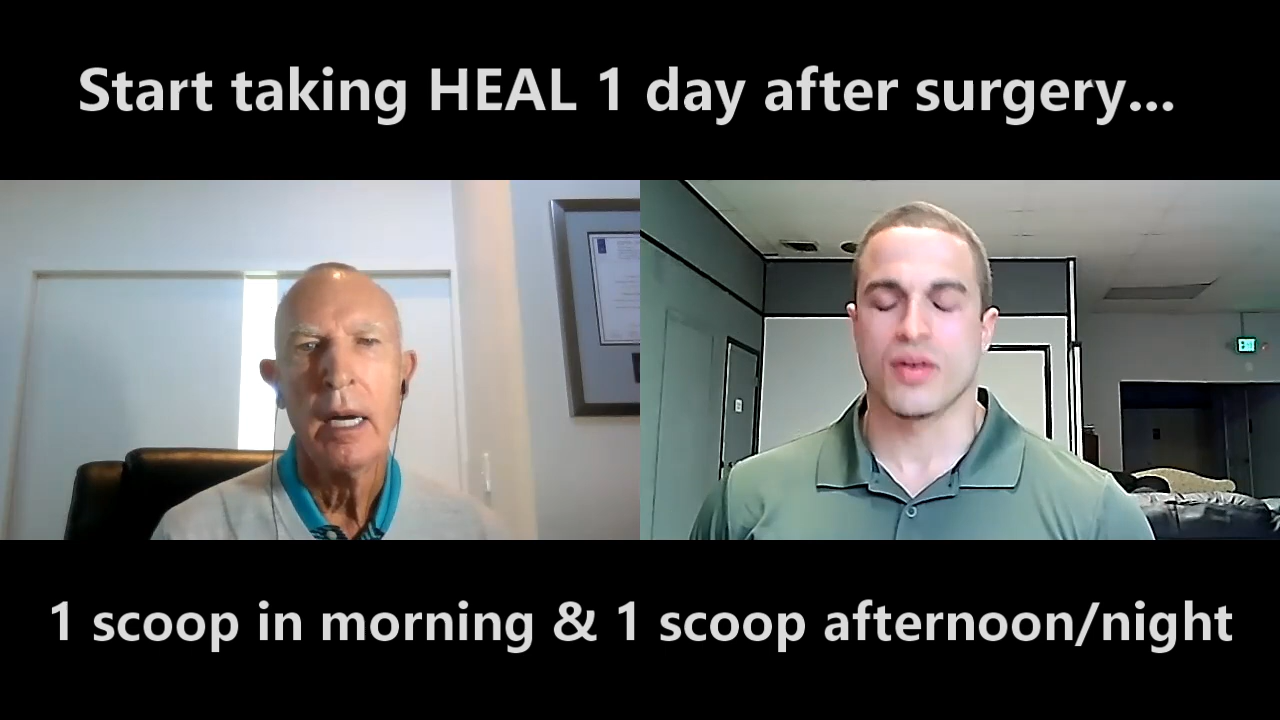 Start taking HEAL 1 day after surgery...
1 scoop in morning & 1 scoop afternoon/night